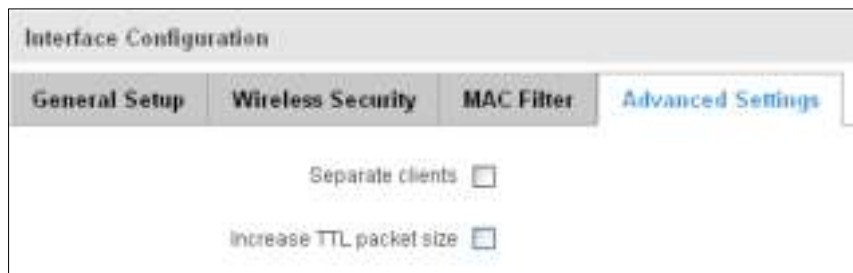 Interface Configuration
General Setup Wireless Security MAC Filter Advanced Settings
Separate clients
Increase TTL packet size